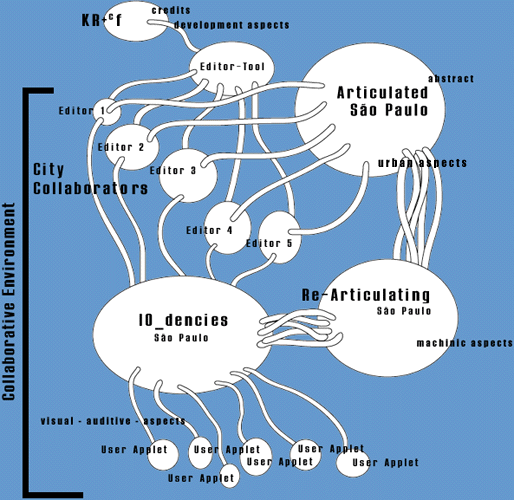 credits
KR+cf
development aspects
Editor-Tool
abstract
Articulated
São Paulo
Editor 1
Editor 2
urban aspects
City
Collaborators
Editor 3
Editor 4
Editor 5
Collaborative Environment
Re-Articulating
São Paulo
IO_dencies
São Paulo
machinic aspects
visual - auditive - aspects
User Applet
User Applet
User Applet
User Applet
User Applet
User Applet